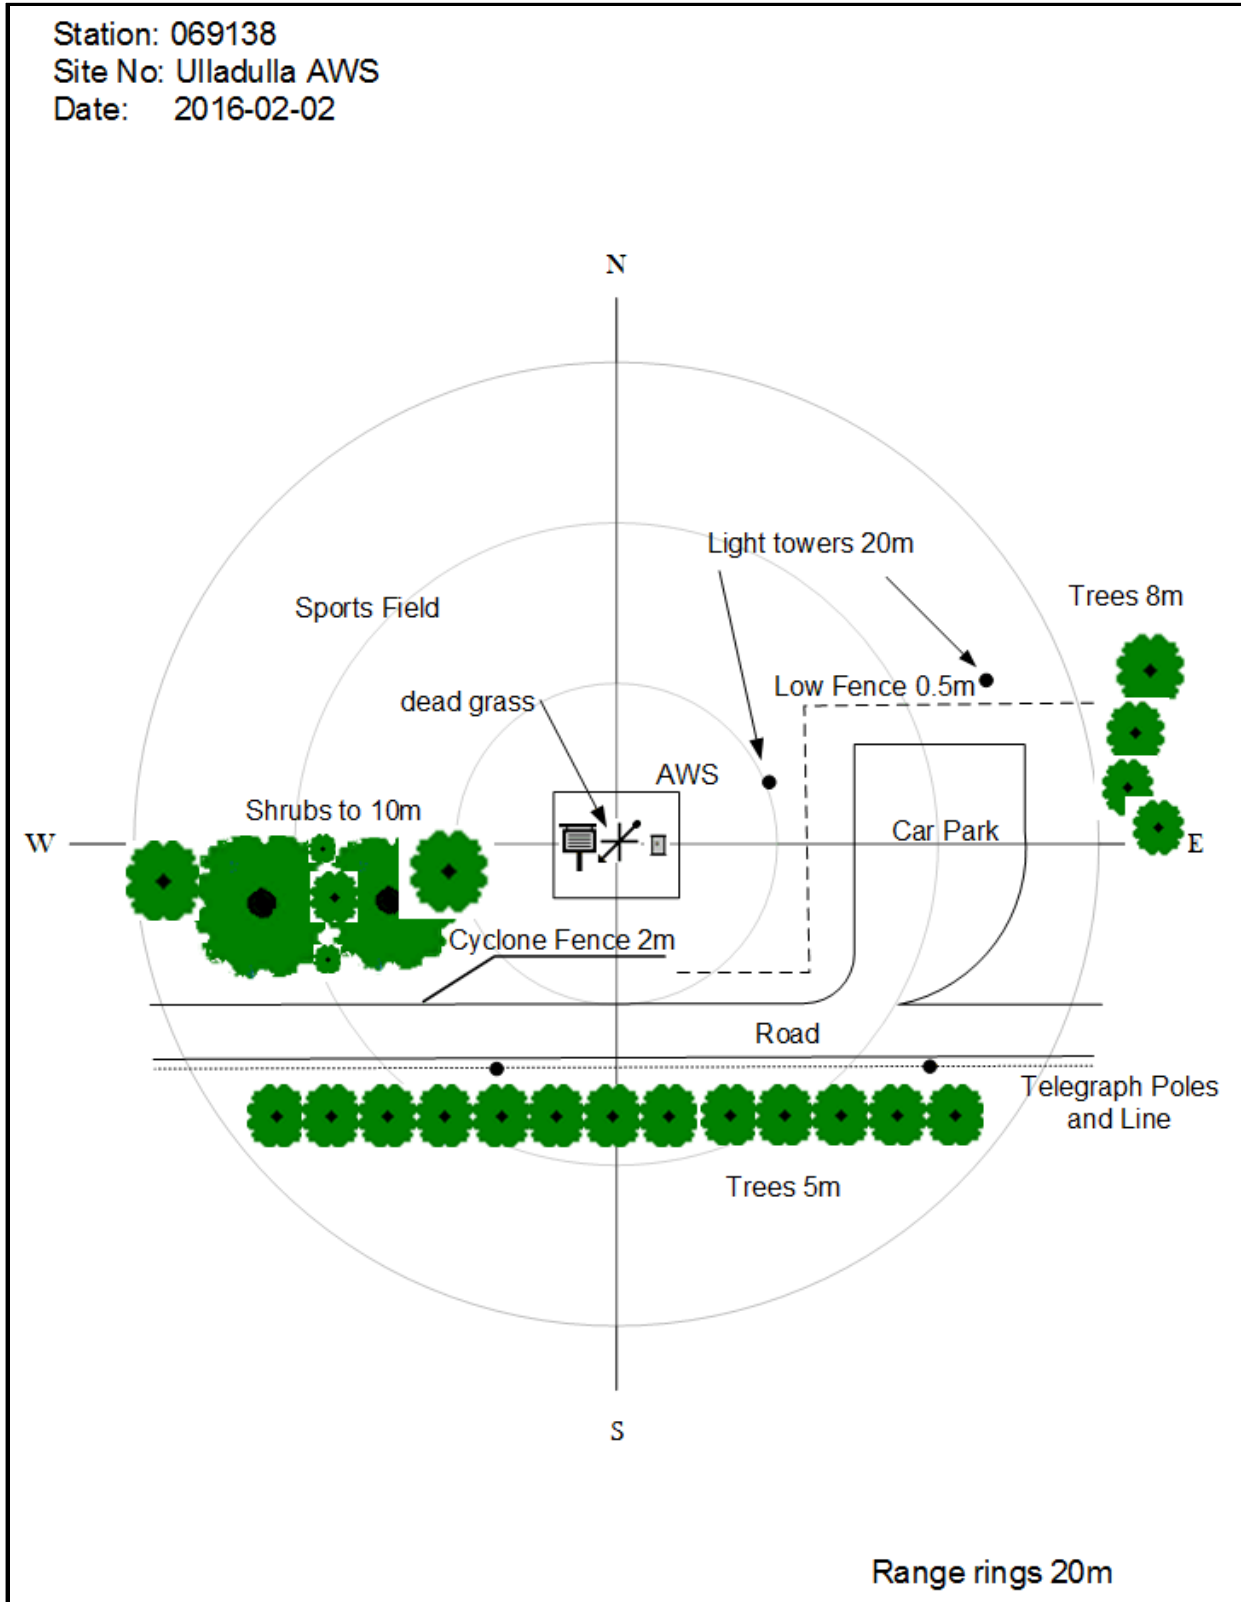 Station: 069138
Site No: Ulladulla AWS
Date: 2016-02-02
N
Light towers 20m
Trees 8m
Sports Field
Low Fence 0.5m
dead grass
AWS
Shrubs to 10m
Car Park
W
E
Cyclone Fence 2m
Road
Telegraph Poles
and Line
Trees 5m
S
Range rings 20m